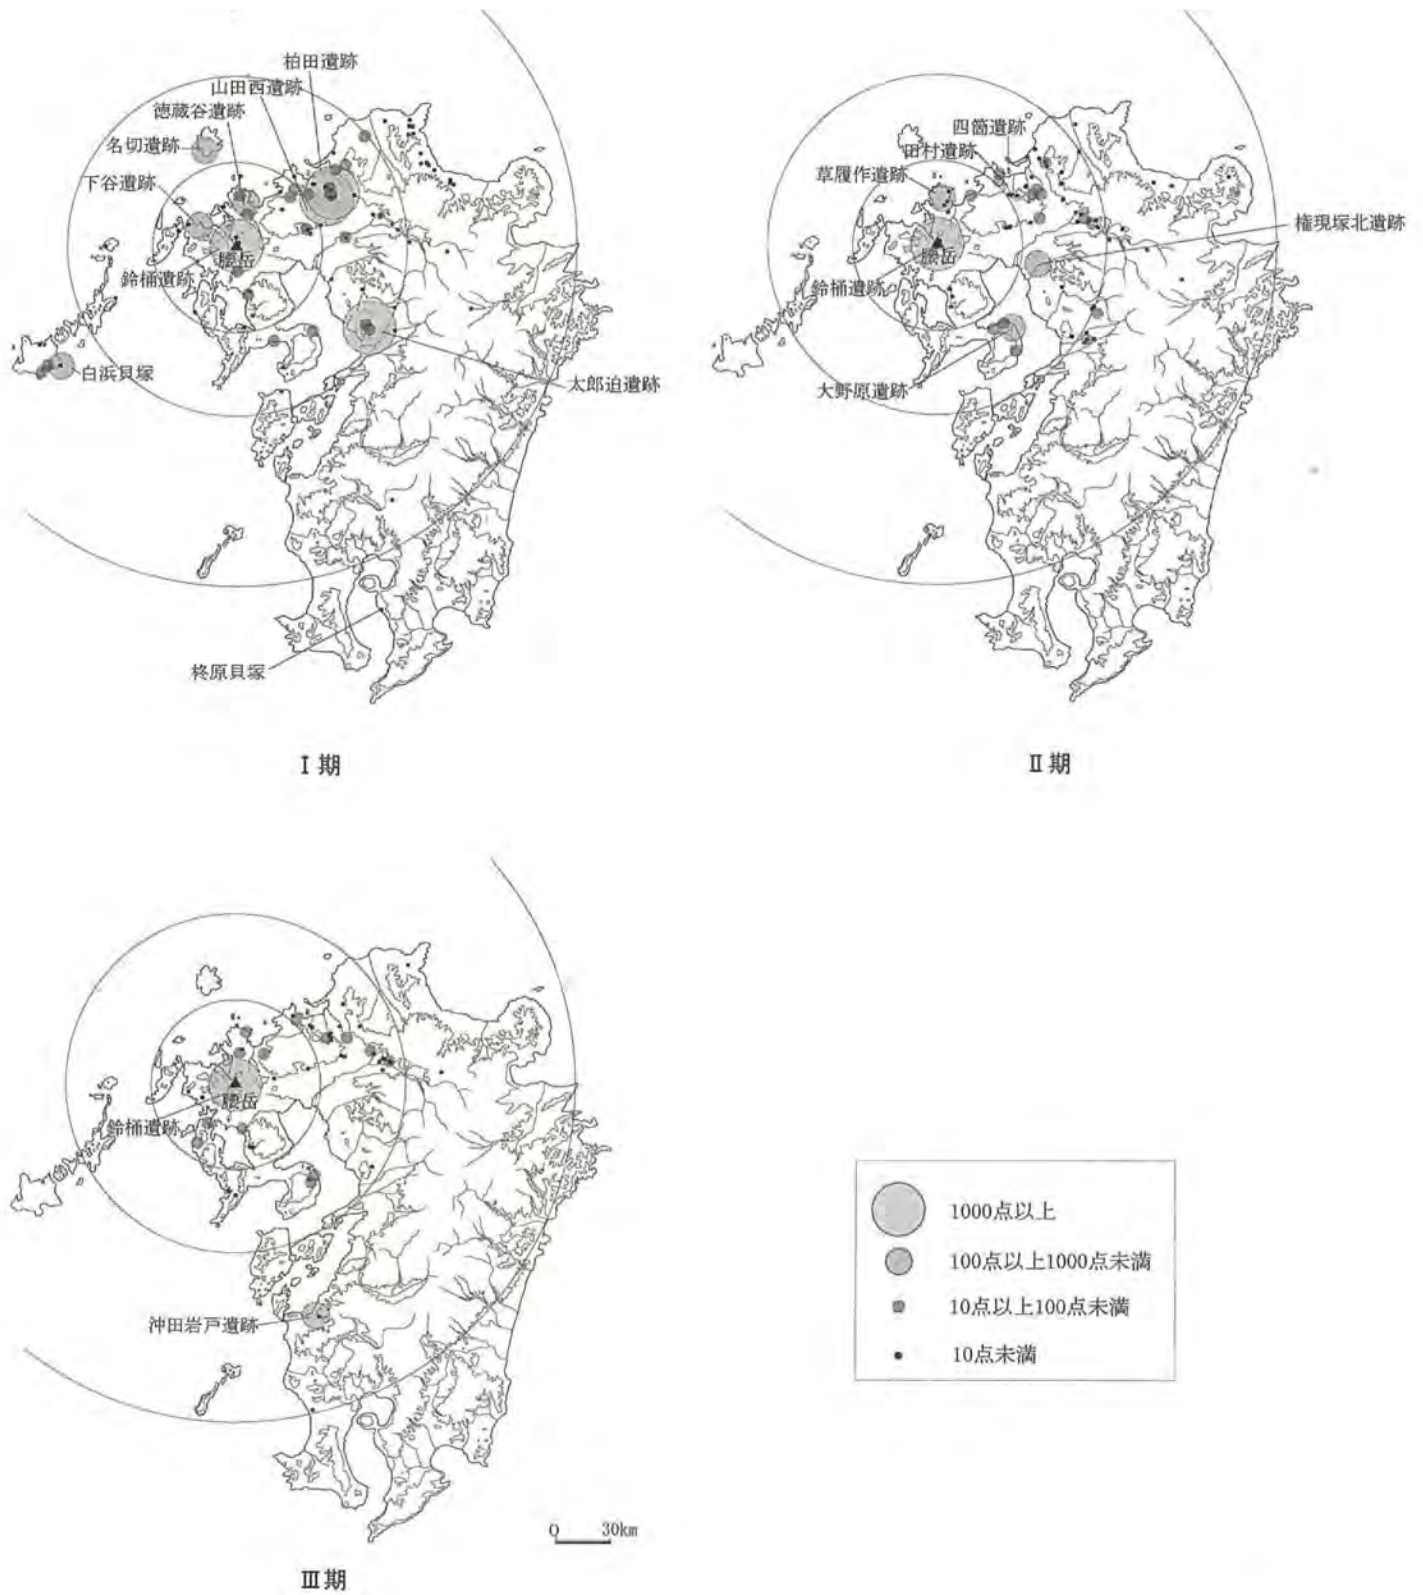 柏田遺跡
山田西遺跡
徳蔵谷遺跡
名切遺跡
下谷遺跡
腰岳
鈴桶遺跡
白浜貝塚
太郎迫遺跡
柊原貝塚
Ⅰ期
四箇遺跡
田村遺跡
草履作遺跡
権現塚北遺跡
腰岳
鈴桶遺跡
大野原遺跡
Ⅱ期
腰岳
鈴桶遺跡
沖田岩戸遺跡
0 30km
Ⅲ期
1000点以上
100点以上1000点未満
10点以上100点未満
10点未満